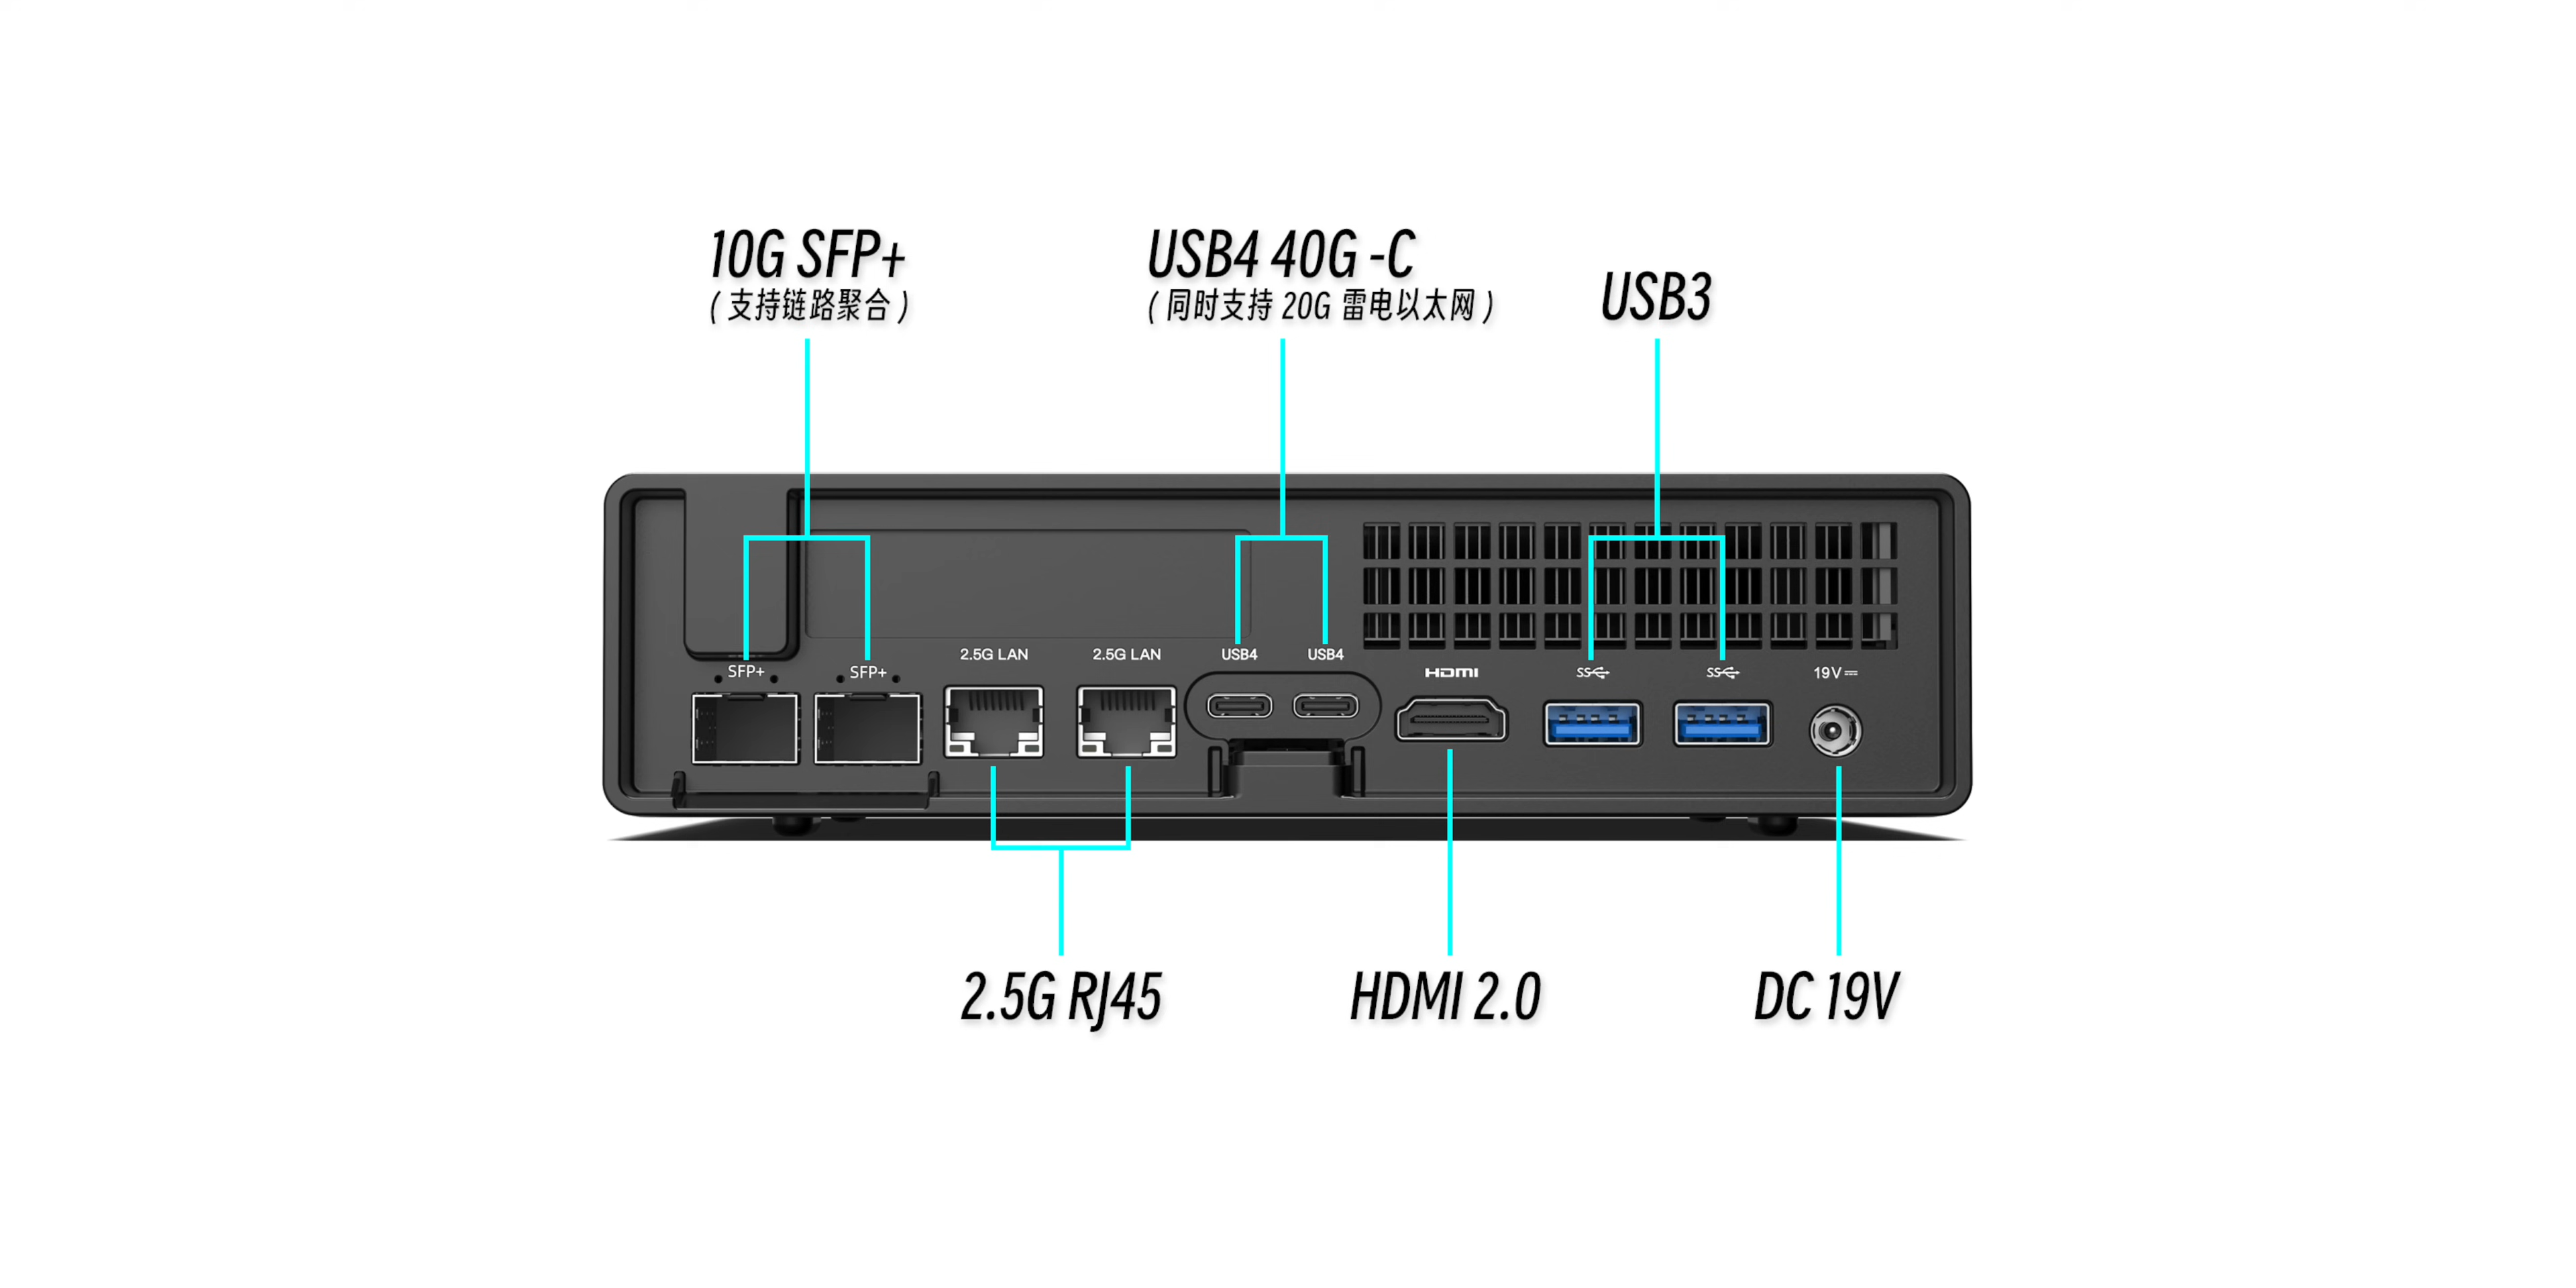 10G SFP+
（支持链路聚合）
USB4 40G -C
（同时支持 20G 雷电以太网）
USB3
SFP+
SFP+
2.5G LAN
2.5G LAN
USB4
USB4
HDMI
SS
SS
19V
2.5G RJ45
HDMI 2.0
DC 19V